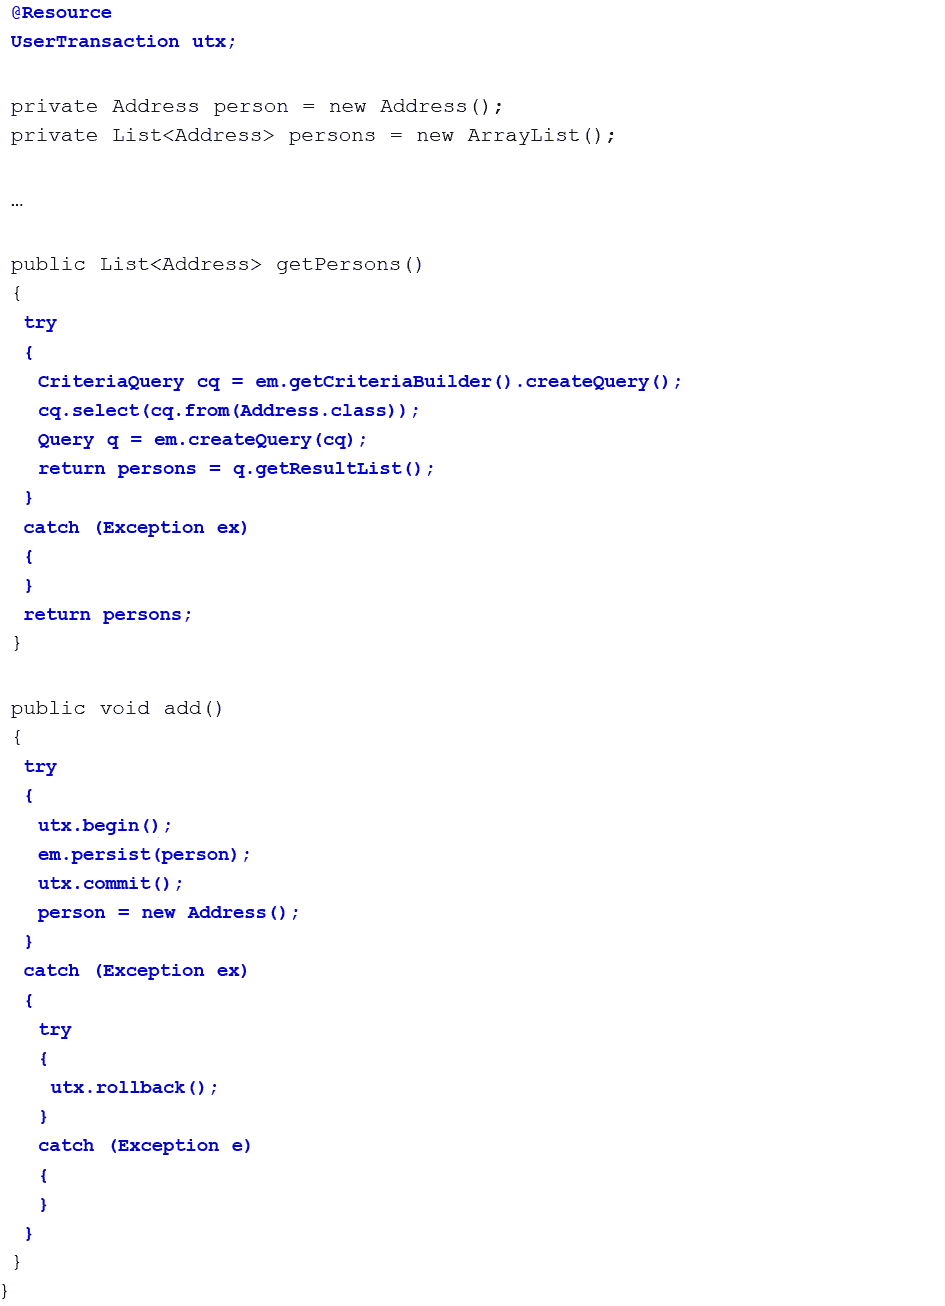 @Resource
UserTransaction utx;
private Address person = new Address();
private List<Address> persons = new ArrayList();
…
public List<Address> getPersons()
{
try
{
CriteriaQuery cq = em.getCriteriaBuilder().createQuery();
cq.select(cq.from(Address.class));
Query q = em.createQuery(cq);
return persons = q.getResultList();
}
catch (Exception ex)
{
}
return persons;
}
public void add()
{
try
{
utx.begin();
em.persist(person);
utx.commit();
person = new Address();
}
catch (Exception ex)
{
try
{
utx.rollback();
}
catch (Exception e)
{
}
}
}
}